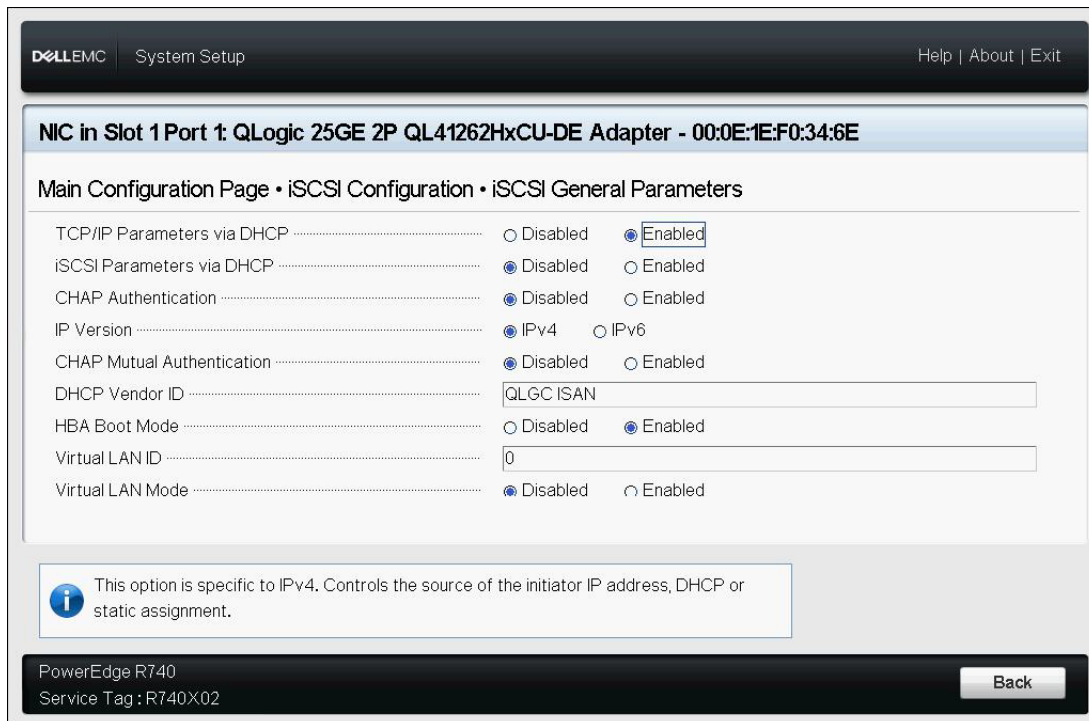 DELLEMC System Setup Help | About | Exit
NIC in Slot 1 Port 1: QLogic 25GE 2P QL41262HxCU-DE Adapter - 00:0E:1E:F0:34:6E
Main Configuration Page • iSCSI Configuration • iSCSI General Parameters
TCP/IP Parameters via DHCP Disabled Enabled
iSCSI Parameters via DHCP Disabled Enabled
CHAP Authentication Disabled Enabled
IP Version IPv4 IPv6
CHAP Mutual Authentication Disabled Enabled
DHCP Vendor ID QLGC ISAN
HBA Boot Mode Disabled Enabled
Virtual LAN ID 0
Virtual LAN Mode Disabled Enabled
This option is specific to IPv4. Controls the source of the initiator IP address, DHCP or
static assignment.
PowerEdge R740
Service Tag : R740X02
Back